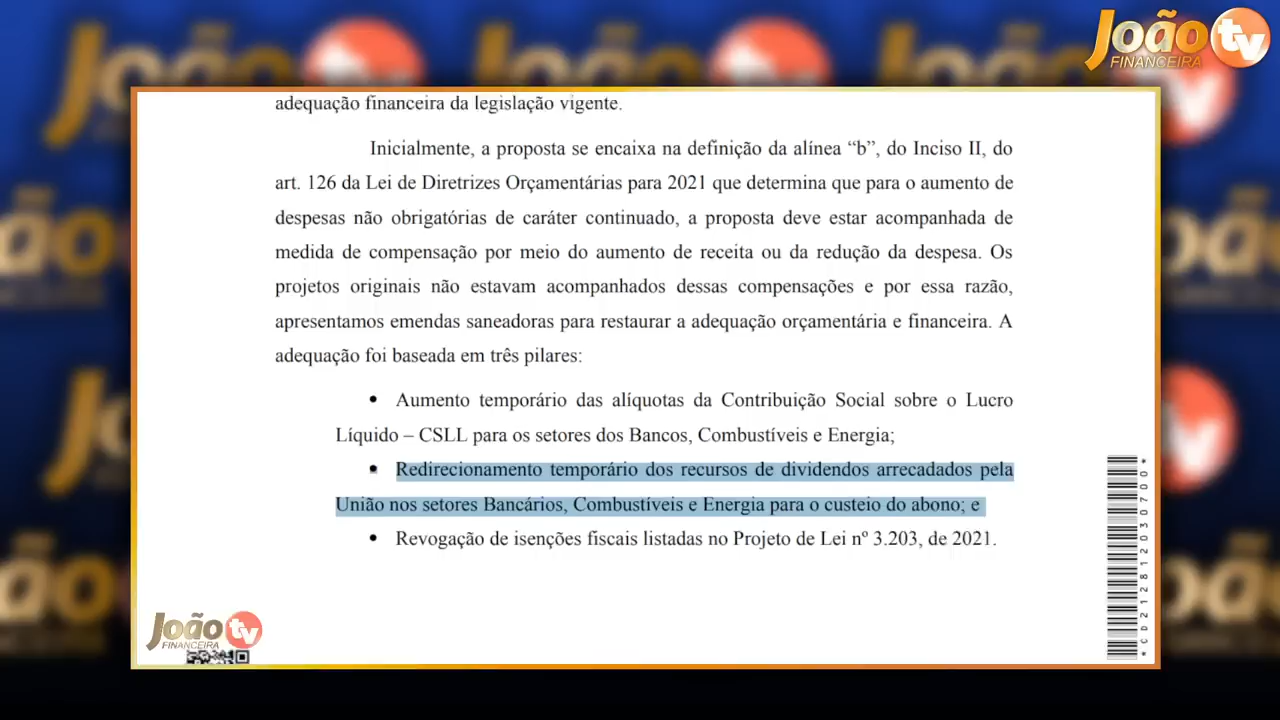 João tv
FINANCEIRA
adequação financeira da legislação vigente.
Inicialmente, a proposta se encaixa na definição da alínea “b”, do Inciso II, do
art. 126 da Lei de Diretrizes Orçamentárias para 2021 que determina que para o aumento de
despesas não obrigatórias de caráter continuado, a proposta deve estar acompanhada de
medida de compensação por meio do aumento de receita ou da redução da despesa. Os
projetos originais não estavam acompanhados dessas compensações e por essa razão,
apresentamos emendas saneadoras para restaurar a adequação orçamentária e financeira. A
adequação foi baseada em três pilares:
• Aumento temporário das alíquotas da Contribuição Social sobre o Lucro
Líquido – CSLL para os setores dos Bancos, Combustíveis e Energia;
• Redirecionamento temporário dos recursos de dividendos arrecadados pela
União nos setores Bancários, Combustíveis e Energia para o custeio do abono; e
• Revogação de isenções fiscais listadas no Projeto de Lei nº 3.203, de 2021.
*CD212812030700*
João tv
FINANCEIRA